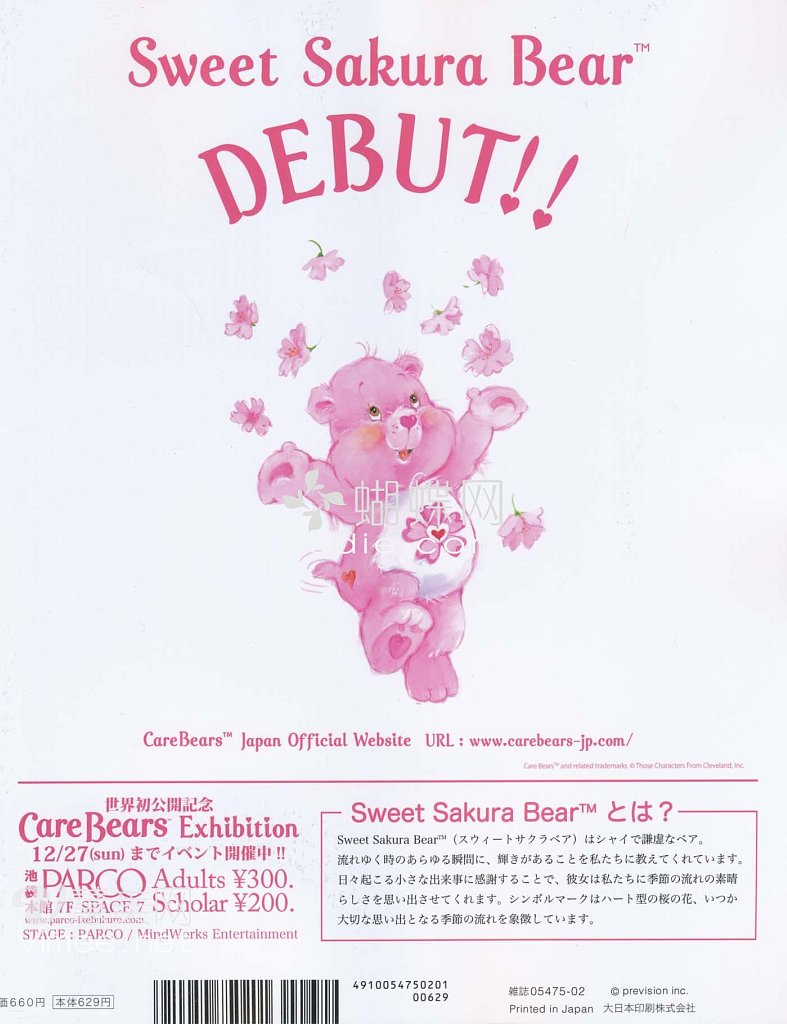 Sweet Sakura Bear™
DEBUT!!
蝴蝶网
CareBears™ Japan Official Website URL : www.carebears-jp.com/
Care Bears™ and related trademarks © Those Characters From Cleveland, Inc.
世界初公開記念
Care Bears™ Exhibition
12/27(sun) までイベント開催中!!
池袋 PARCO Adults ¥300.
本館 7F SPACE 7 Scholar ¥200.
www.parco-ikebukuro.com
STAGE : PARCO / MindWorks Entertainment
Sweet Sakura Bear™ とは?
Sweet Sakura Bear™（スウィートサクラベア）はシャイで謙虚なベア。
流れゆく時のあらゆる瞬間に、輝きがあることを私たちに教えてくれています。
日々起こる小さな出来事に感謝することで、彼女は私たちに季節の流れの素晴
らしさを思い出させてくれます。シンボルマークはハート型の桜の花、いつか
大切な思い出となる季節の流れを象徴しています。
価660円 本体629円
4910054750201
00629
雑誌05475-02 © prevision inc.
Printed in Japan 大日本印刷株式会社